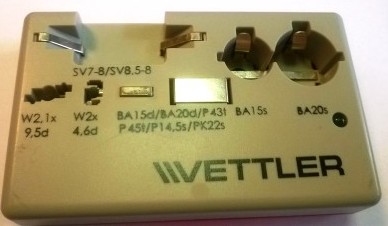 SV7-8/SV8,5-8
W2,1x
9,5d
W2x
4,6d
BA15d/BA20d/P43t
P45t/P14,5s/PK22s
BA15s
BA20s
VETTLER